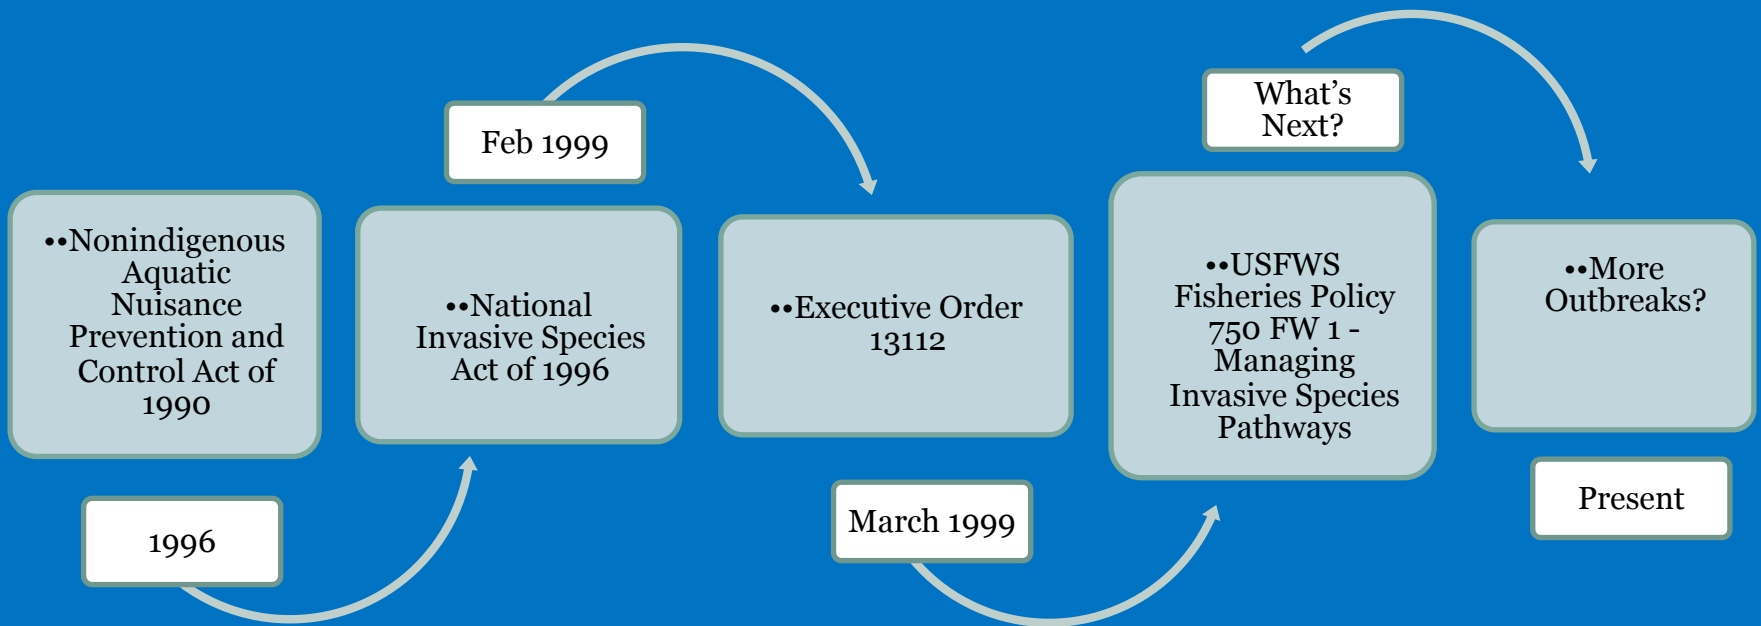 ••Nonindigenous
Aquatic
Nuisance
Prevention and
Control Act of
1990
1996
Feb 1999
••National
Invasive Species
Act of 1996
••Executive Order
13112
March 1999
What's
Next?
••USFWS
Fisheries Policy
750 FW 1 -
Managing
Invasive Species
Pathways
••More
Outbreaks?
Present